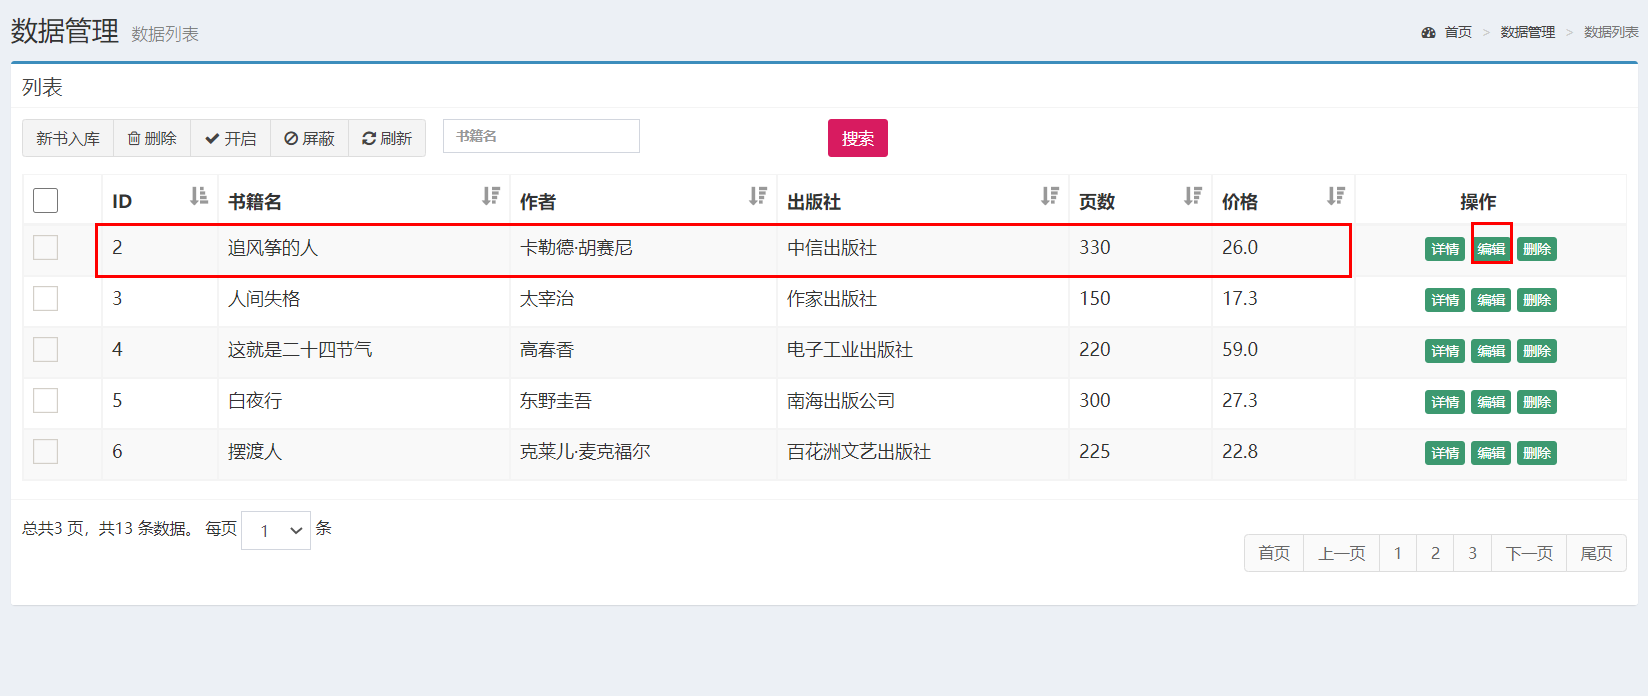 数据管理 数据列表 首页 > 数据管理 > 数据列表
列表
新书入库 删除 开启 屏蔽 刷新 书籍名 搜索
ID 书籍名 作者 出版社 页数 价格 操作
2 追风筝的人 卡勒德·胡赛尼 中信出版社 330 26.0 详情 编辑 删除
3 人间失格 太宰治 作家出版社 150 17.3 详情 编辑 删除
4 这就是二十四节气 高春香 电子工业出版社 220 59.0 详情 编辑 删除
5 白夜行 东野圭吾 南海出版公司 300 27.3 详情 编辑 删除
6 摆渡人 克莱儿·麦克福尔 百花洲文艺出版社 225 22.8 详情 编辑 删除
总共3 页，共13 条数据。 每页 1 条
首页 上一页 1 2 3 下一页 尾页